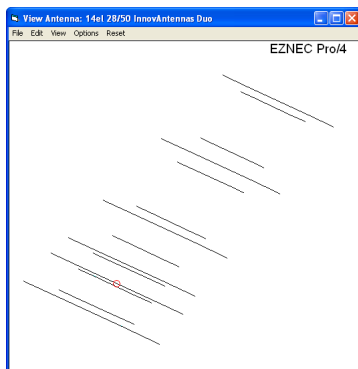 View Antenna: 14el 28/50 InnovAntennas Duo
File Edit View Options Reset
EZNEC Pro/4